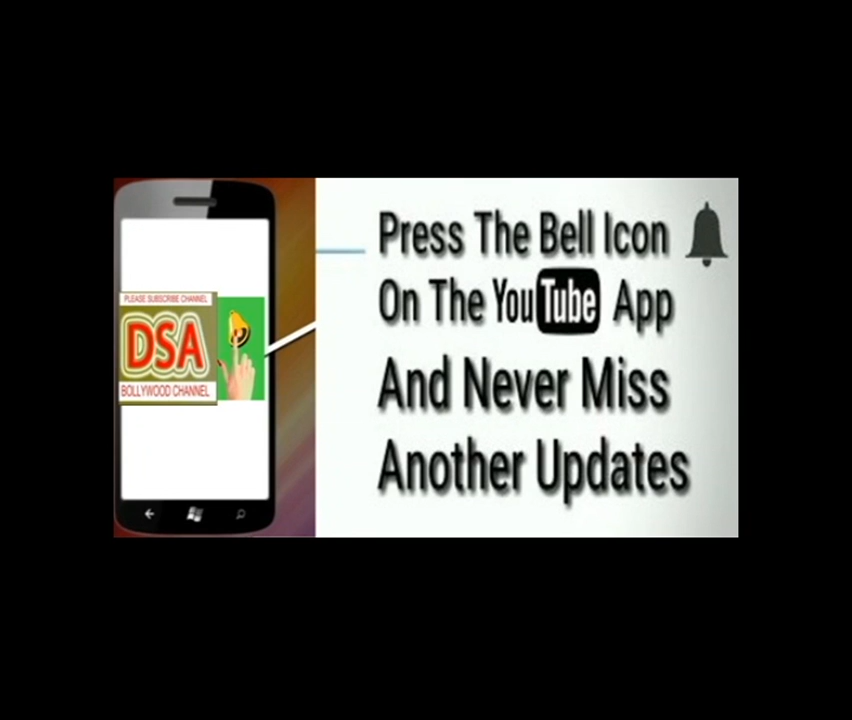 PLEASE SUBSCRIBE CHANNEL
DSA
BOLLYWOOD CHANNEL
Press The Bell Icon
On The YouTube App
And Never Miss
Another Updates